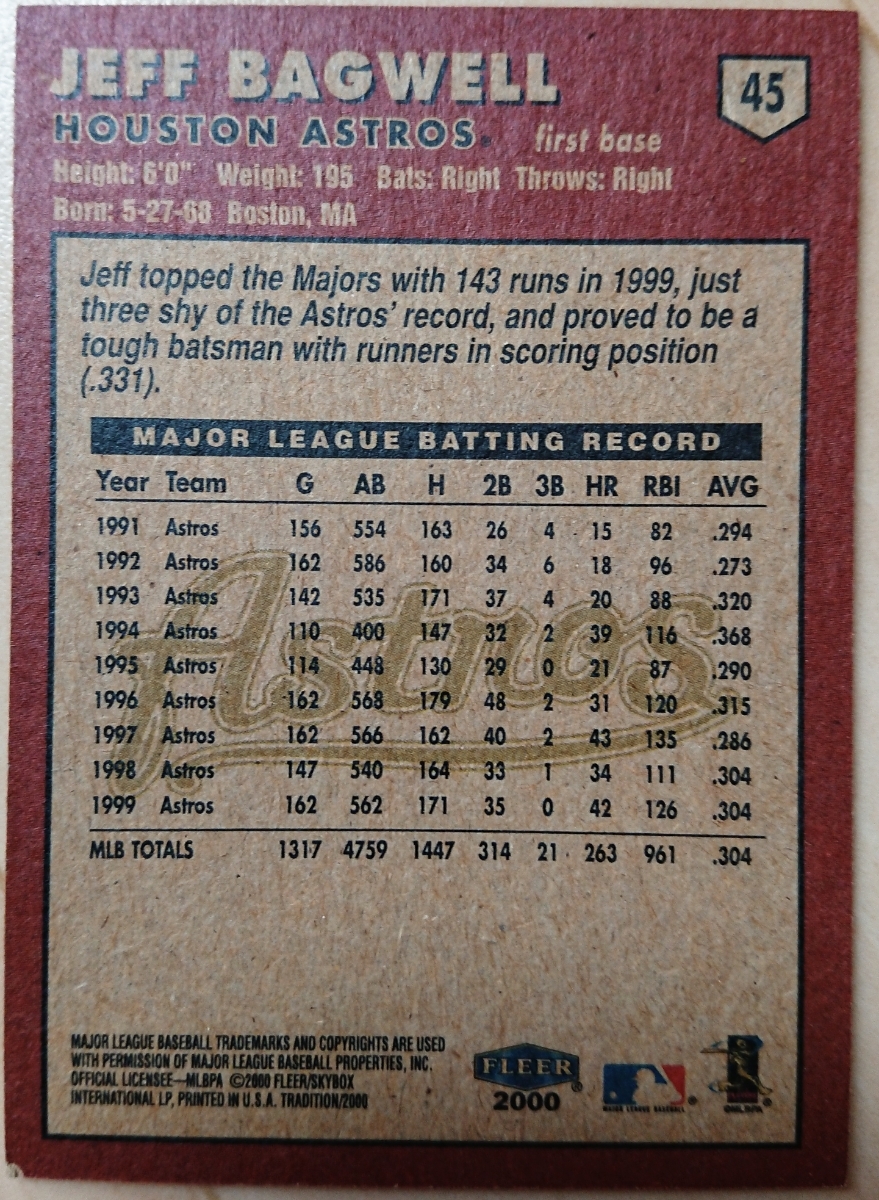 JEFF BAGWELL
45
HOUSTON ASTROS® first base
Height: 6'0" Weight: 195 Bats: Right Throws: Right
Born: 5-27-68 Boston, MA
Jeff topped the Majors with 143 runs in 1999, just
three shy of the Astros' record, and proved to be a
tough batsman with runners in scoring position
(.331).
MAJOR LEAGUE BATTING RECORD
Year Team G AB H 2B 3B HR RBI AVG
1991 Astros 156 554 163 26 4 15 82 .294
1992 Astros 162 586 160 34 6 18 96 .273
1993 Astros 142 535 171 37 4 20 88 .320
1994 Astros 110 400 147 32 2 39 116 .368
1995 Astros 114 448 130 29 0 21 87 .290
1996 Astros 162 568 179 48 2 31 120 .315
1997 Astros 162 566 162 40 2 43 135 .286
1998 Astros 147 540 164 33 1 34 111 .304
1999 Astros 162 562 171 35 0 42 126 .304
MLB TOTALS 1317 4759 1447 314 21 263 961 .304
Astros
MAJOR LEAGUE BASEBALL TRADEMARKS AND COPYRIGHTS ARE USED
WITH PERMISSION OF MAJOR LEAGUE BASEBALL PROPERTIES, INC.
OFFICIAL LICENSEE—MLBPA ©2000 FLEER/SKYBOX
INTERNATIONAL LP, PRINTED IN U.S.A. TRADITION/2000
FLEER®
2000
MAJOR LEAGUE BASEBALL®